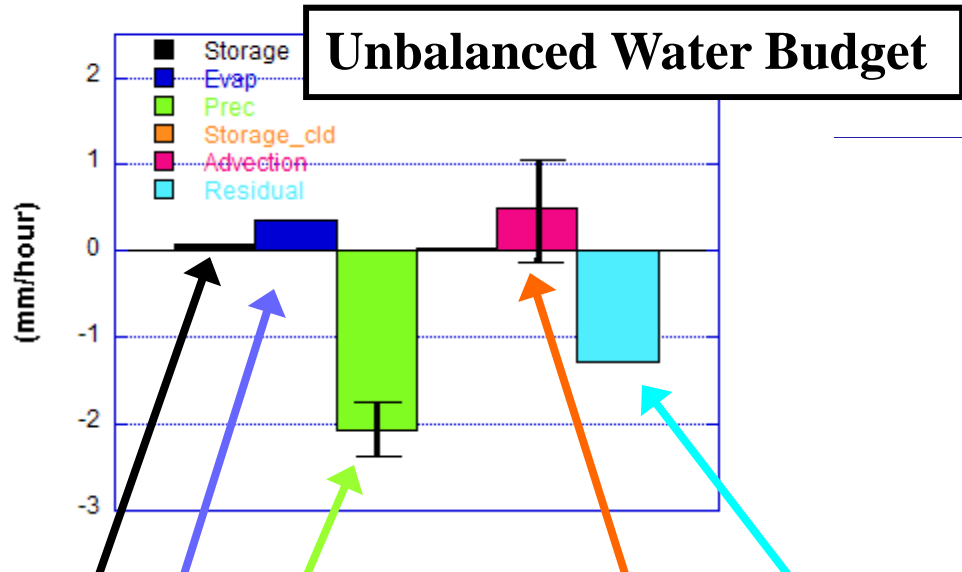 Unbalanced Water Budget
Storage
Evap
Prec
Storage_cld
Advection
Residual
(mm/hour)
2
1
0
-1
-2
-3